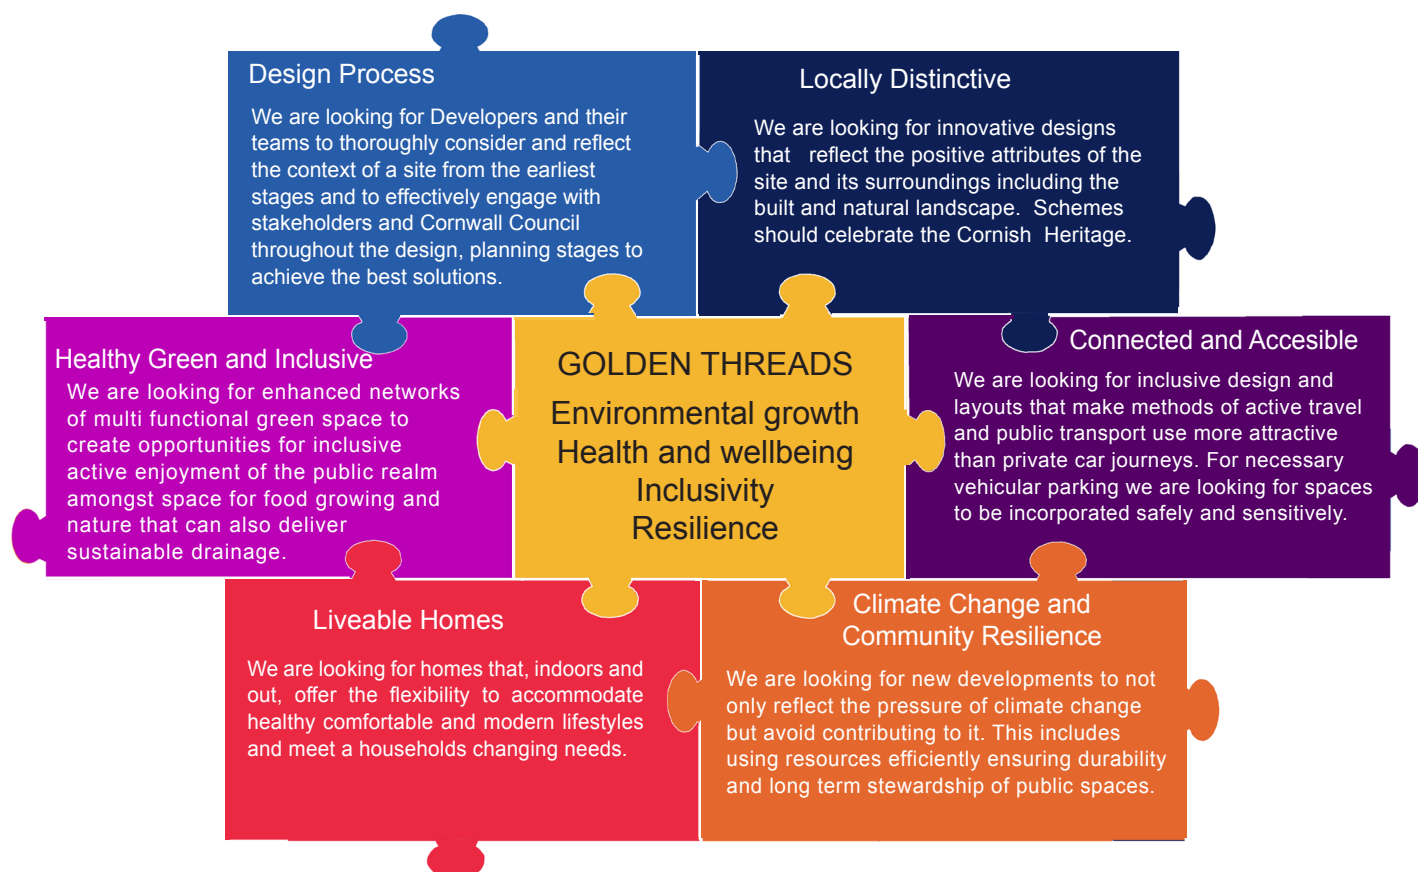 Design Process
We are looking for Developers and their
teams to thoroughly consider and reflect
the context of a site from the earliest
stages and to effectively engage with
stakeholders and Cornwall Council
throughout the design, planning stages to
achieve the best solutions.
Locally Distinctive
We are looking for innovative designs
that reflect the positive attributes of the
site and its surroundings including the
built and natural landscape. Schemes
should celebrate the Cornish Heritage.
Healthy Green and Inclusive
We are looking for enhanced networks
of multi functional green space to
create opportunities for inclusive
active enjoyment of the public realm
amongst space for food growing and
nature that can also deliver
sustainable drainage.
GOLDEN THREADS
Environmental growth
Health and wellbeing
Inclusivity
Resilience
Connected and Accesible
We are looking for inclusive design and
layouts that make methods of active travel
and public transport use more attractive
than private car journeys. For necessary
vehicular parking we are looking for spaces
to be incorporated safely and sensitively.
Liveable Homes
We are looking for homes that, indoors and
out, offer the flexibility to accommodate
healthy comfortable and modern lifestyles
and meet a households changing needs.
Climate Change and
Community Resilience
We are looking for new developments to not
only reflect the pressure of climate change
but avoid contributing to it. This includes
using resources efficiently ensuring durability
and long term stewardship of public spaces.